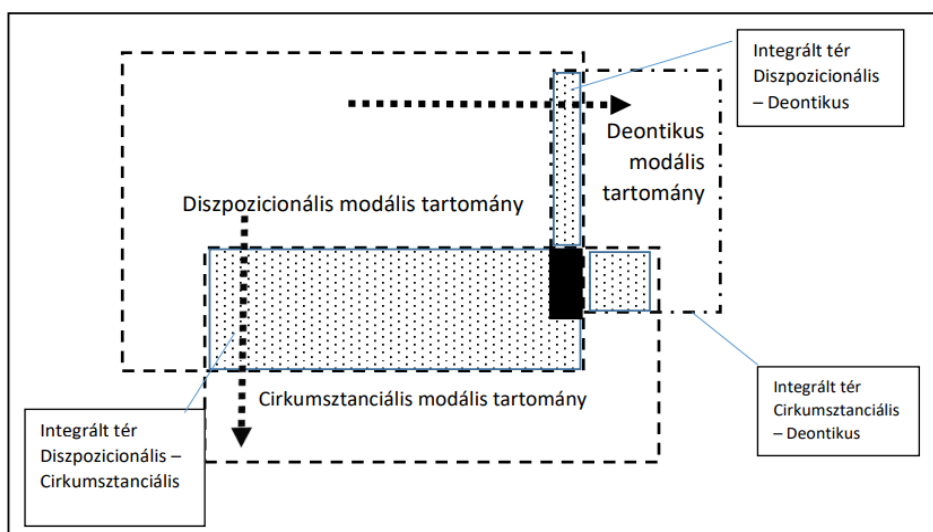 Integrált tér
Diszpozicionális
– Deontikus
Deontikus
modális
tartomány
Diszpozicionális modális tartomány
Cirkumsztanciális modális tartomány
Integrált tér
Cirkumsztanciális
– Deontikus
Integrált tér
Diszpozicionális –
Cirkumsztanciális